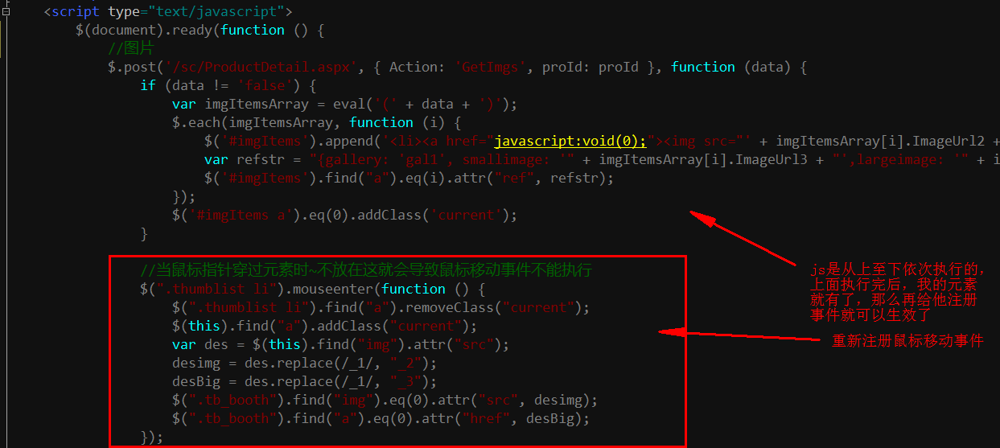 <script type="text/javascript">
$(document).ready(function () {
//图片
$.post('/sc/ProductDetail.aspx', { Action: 'GetImgs', proId: proId }, function (data) {
if (data != 'false') {
var imgItemsArray = eval('(' + data + ')');
$.each(imgItemsArray, function (i) {
$('#imgItems').append('<li><a href="javascript:void(0);"><img src="' + imgItemsArray[i].ImageUrl2 +
var refstr = "{gallery: 'gal1', smallimage: '" + imgItemsArray[i].ImageUrl3 + "',largeimage: '" + i
$('#imgItems').find("a").eq(i).attr("ref", refstr);
});
$('#imgItems a').eq(0).addClass('current');
}
//当鼠标指针穿过元素时~不放在这就会导致鼠标移动事件不能执行
$(".thumblist li").mouseenter(function () {
$(".thumblist li").find("a").removeClass("current");
$(this).find("a").addClass("current");
var des = $(this).find("img").attr("src");
desimg = des.replace(/_1/, "_2");
desBig = des.replace(/_1/, "_3");
$(".tb_booth").find("img").eq(0).attr("src", desimg);
$(".tb_booth").find("a").eq(0).attr("href", desBig);
});
js是从上至下依次执行的，
上面执行完后，我的元素
就有了，那么再给他注册
事件就可以生效了
重新注册鼠标移动事件